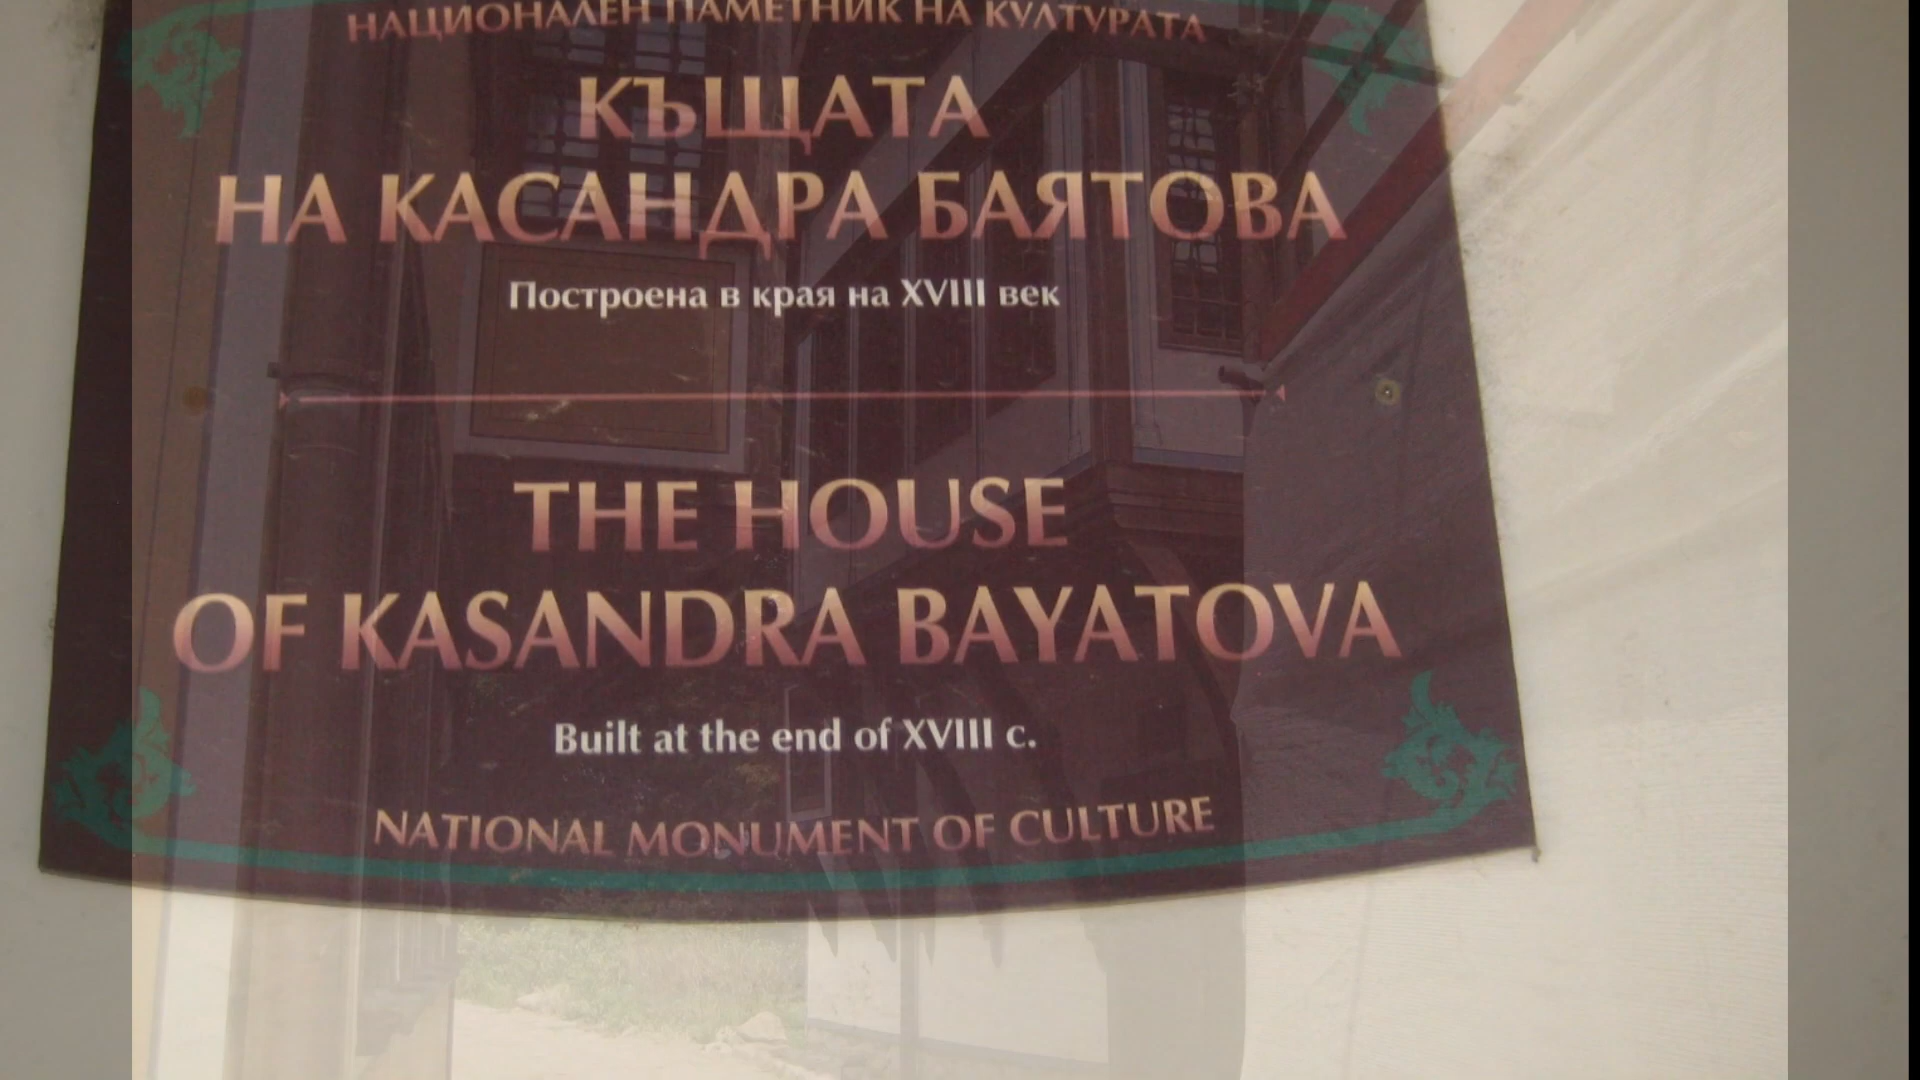 НАЦИОНАЛЕН ПАМЕТНИК НА КУЛТУРАТА
КЪЩАТА
НА КАСАНДРА БАЯТОВА
Построена в края на XVIII век
THE HOUSE
OF KASANDRA BAYATOVA
Built at the end of XVIII c.
NATIONAL MONUMENT OF CULTURE